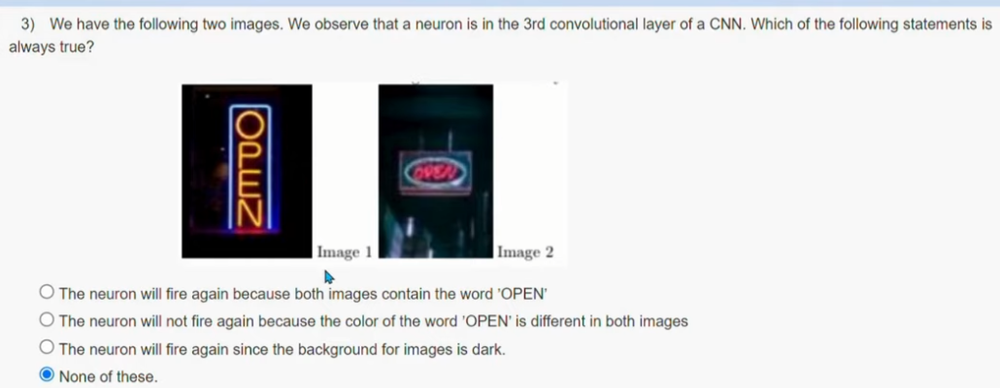 3) We have the following two images. We observe that a neuron is in the 3rd convolutional layer of a CNN. Which of the following statements is
always true?
OPEN
OPEN
Image 1
Image 2
The neuron will fire again because both images contain the word 'OPEN'
The neuron will not fire again because the color of the word 'OPEN' is different in both images
The neuron will fire again since the background for images is dark.
None of these.